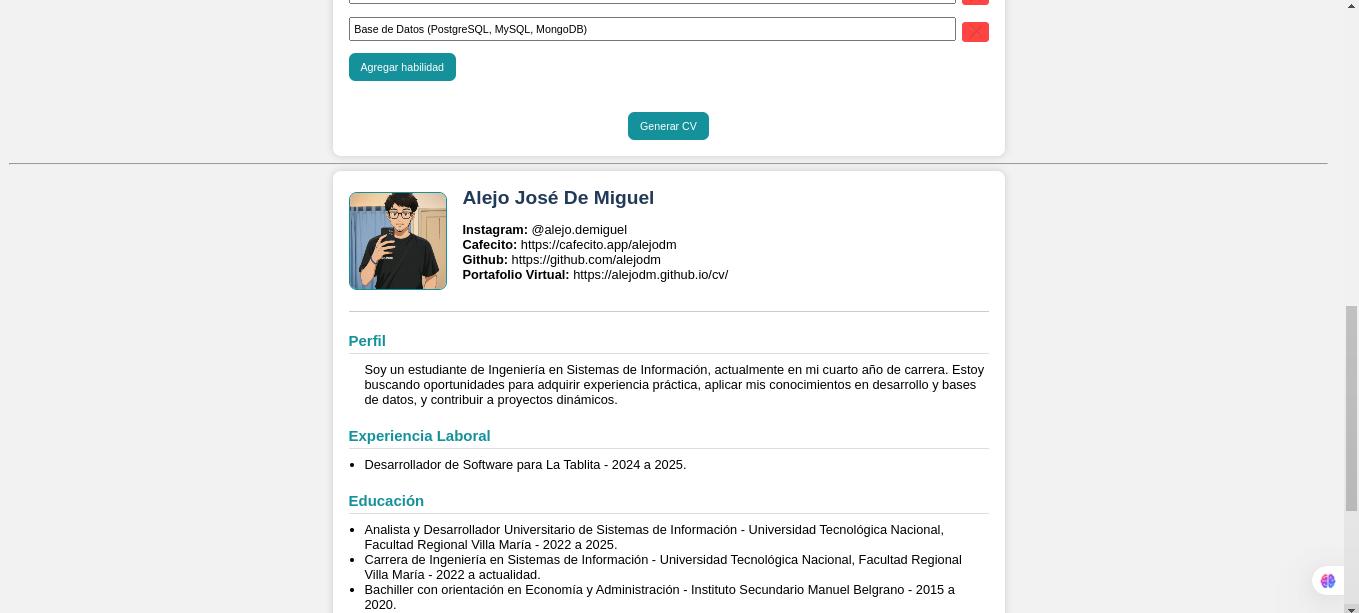 Base de Datos (PostgreSQL, MySQL, MongoDB)
Agregar habilidad
Generar CV
Alejo José De Miguel
Instagram: @alejo.demiguel
Cafecito: https://cafecito.app/alejodm
Github: https://github.com/alejodm
Portafolio Virtual: https://alejodm.github.io/cv/
Perfil
Soy un estudiante de Ingeniería en Sistemas de Información, actualmente en mi cuarto año de carrera. Estoy
buscando oportunidades para adquirir experiencia práctica, aplicar mis conocimientos en desarrollo y bases
de datos, y contribuir a proyectos dinámicos.
Experiencia Laboral
Desarrollador de Software para La Tablita - 2024 a 2025.
Educación
Analista y Desarrollador Universitario de Sistemas de Información - Universidad Tecnológica Nacional,
Facultad Regional Villa María - 2022 a 2025.
Carrera de Ingeniería en Sistemas de Información - Universidad Tecnológica Nacional, Facultad Regional
Villa María - 2022 a actualidad.
Bachiller con orientación en Economía y Administración - Instituto Secundario Manuel Belgrano - 2015 a
2020.